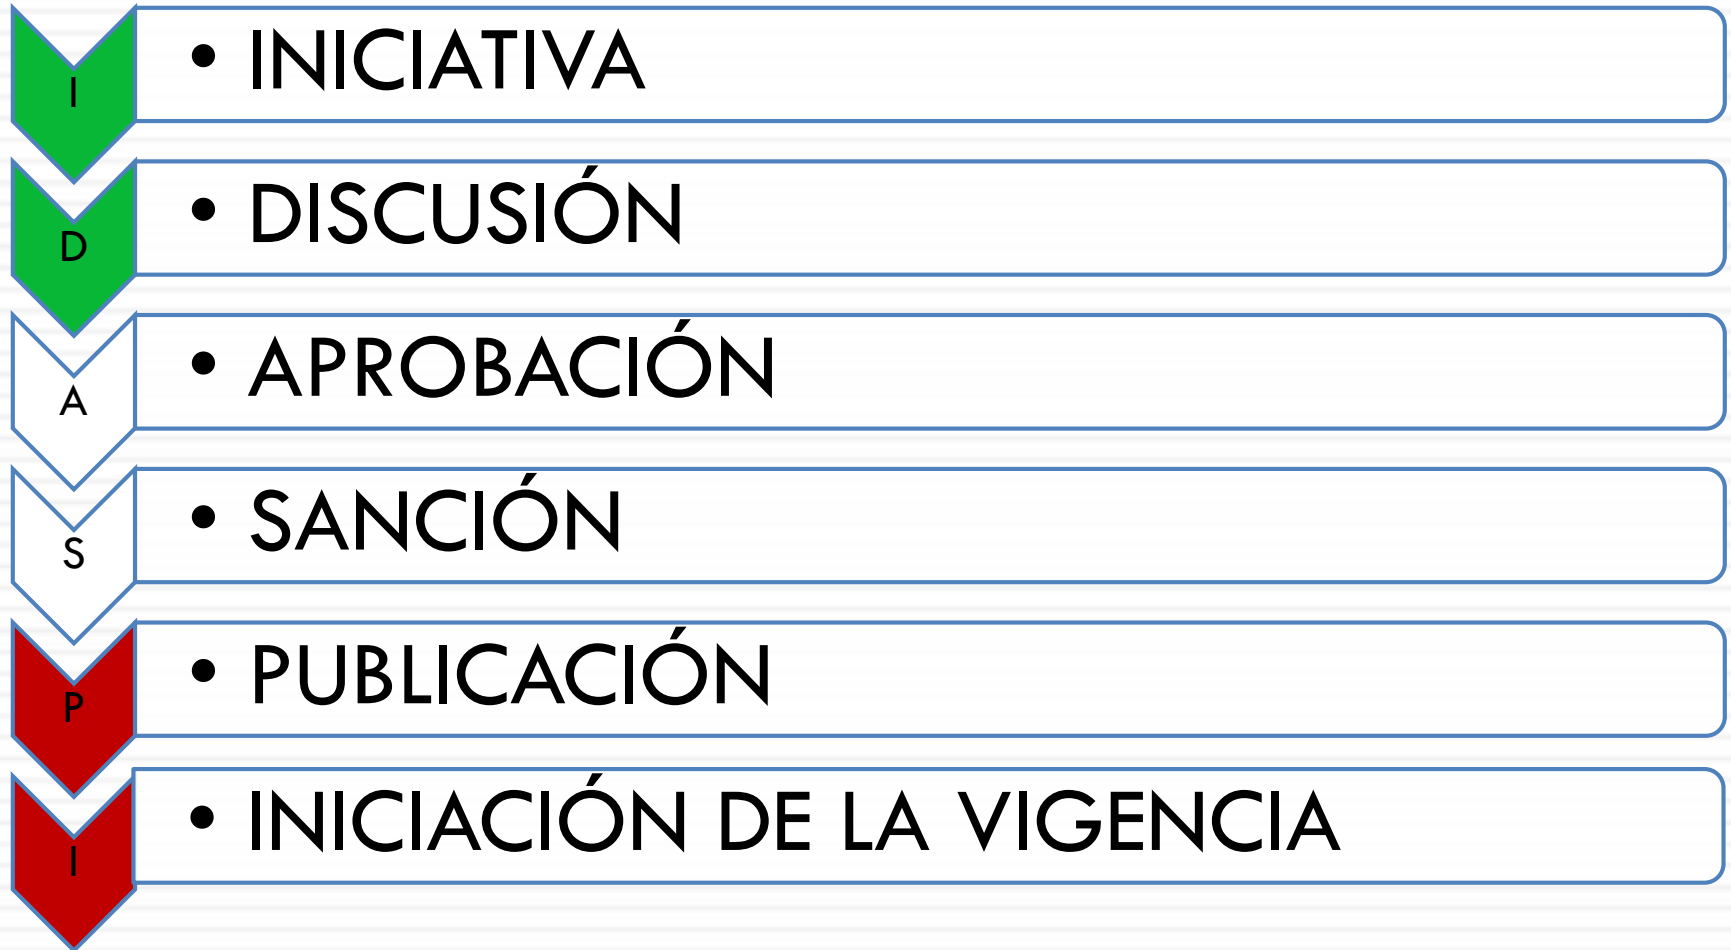 I
• INICIATIVA
D
• DISCUSIÓN
A
• APROBACIÓN
S
• SANCIÓN
P
• PUBLICACIÓN
I
• INICIACIÓN DE LA VIGENCIA